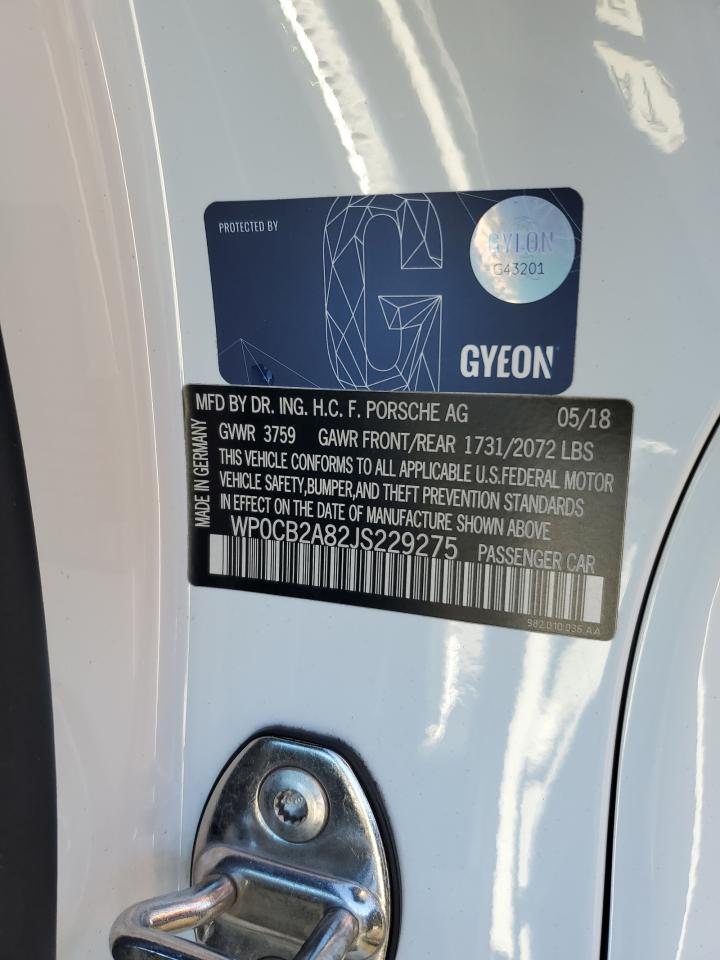 PROTECTED BY
G
GYEON
G43201
GYEON
MADE IN GERMANY
MFD BY DR. ING. H.C. F. PORSCHE AG 05/18
GVWR 3759 GAWR FRONT/REAR 1731/2072 LBS
THIS VEHICLE CONFORMS TO ALL APPLICABLE U.S.FEDERAL MOTOR
VEHICLE SAFETY,BUMPER,AND THEFT PREVENTION STANDARDS
IN EFFECT ON THE DATE OF MANUFACTURE SHOWN ABOVE
WP0CB2A82JS229275 PASSENGER CAR
982.010.036.AA